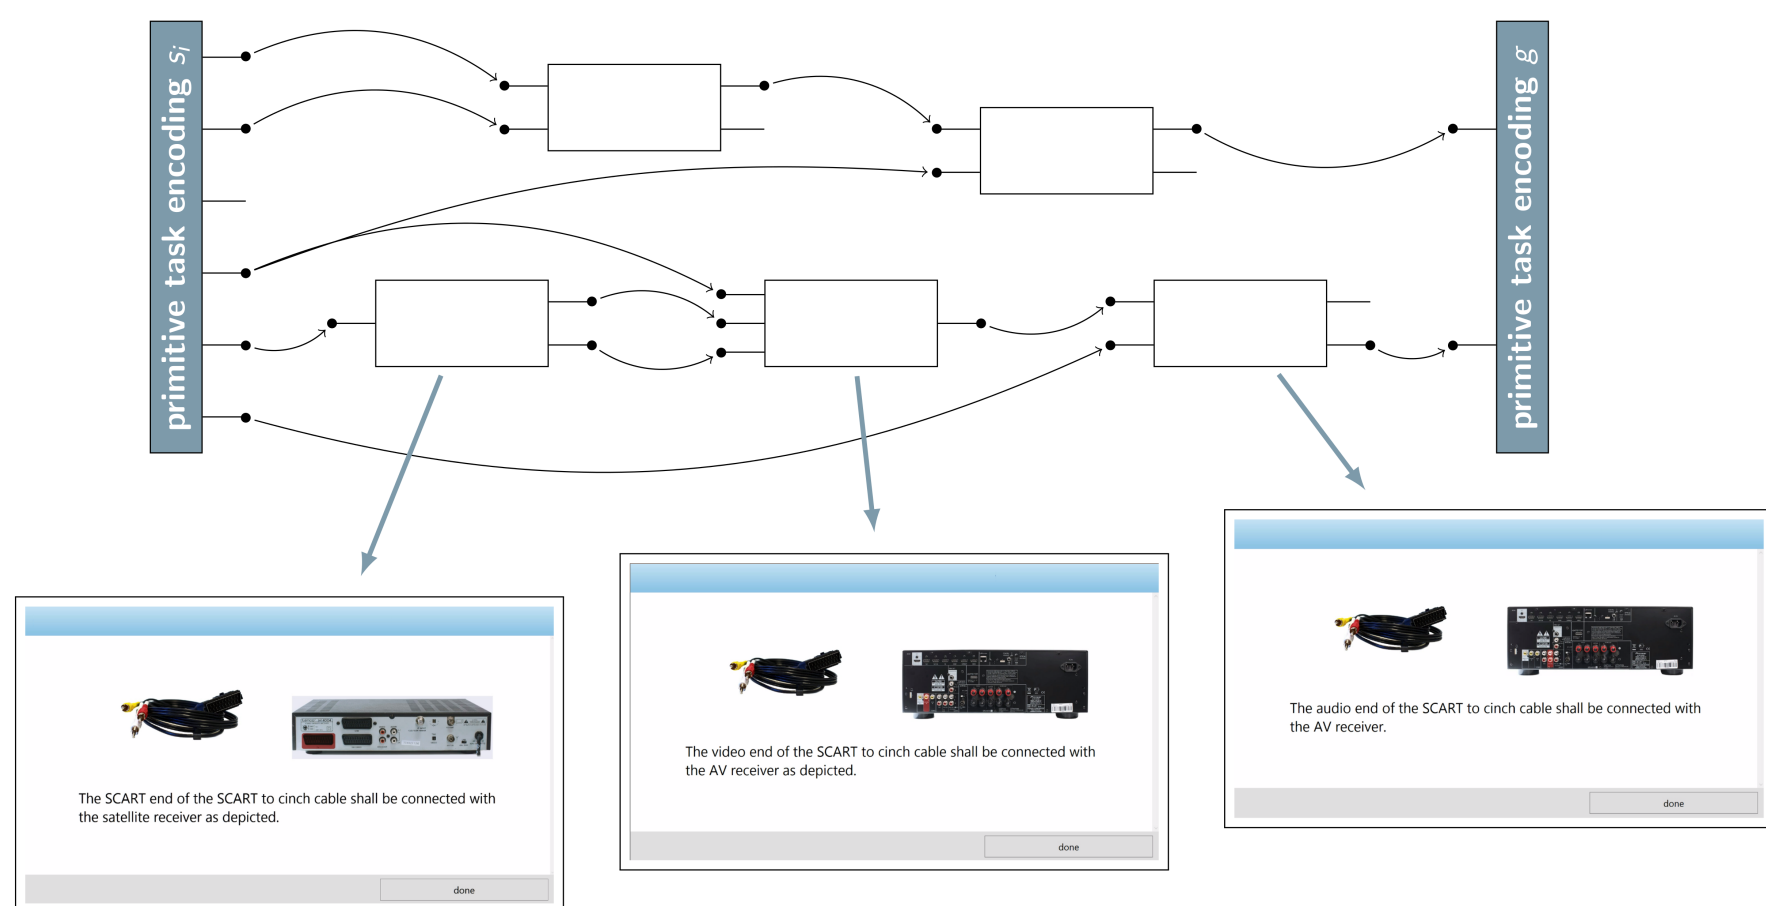 primitive task encoding sᵢ
primitive task encoding g
The SCART end of the SCART to cinch cable shall be connected with
the satellite receiver as depicted.
done
The video end of the SCART to cinch cable shall be connected with
the AV receiver as depicted.
done
The audio end of the SCART to cinch cable shall be connected with
the AV receiver.
done